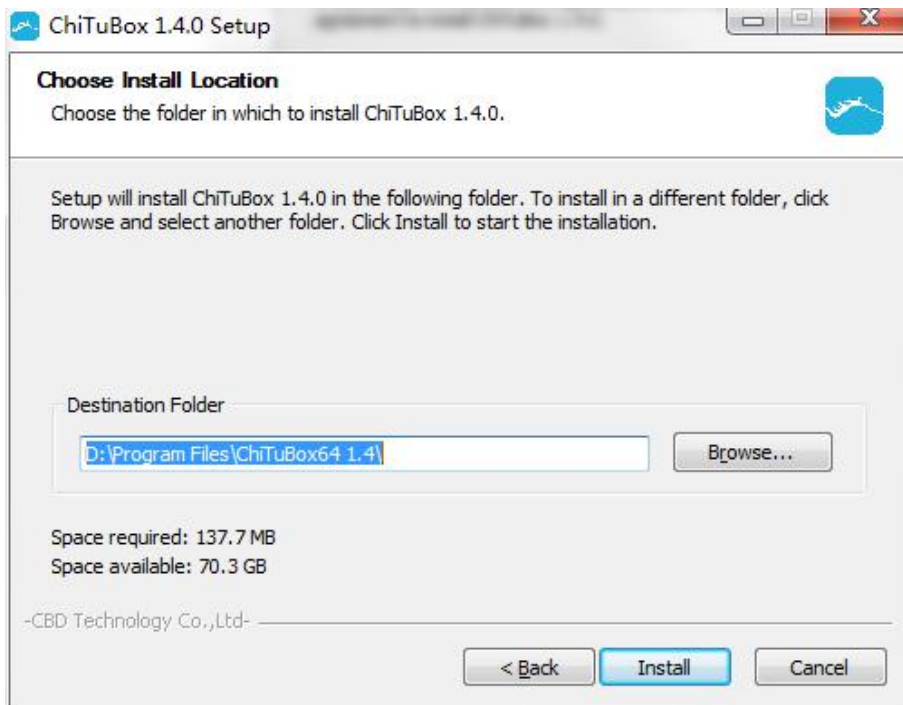 ChiTuBox 1.4.0 Setup
Choose Install Location
Choose the folder in which to install ChiTuBox 1.4.0.
Setup will install ChiTuBox 1.4.0 in the following folder. To install in a different folder, click
Browse and select another folder. Click Install to start the installation.
Destination Folder
D:\Program Files\ChiTuBox64 1.4\
Browse...
Space required: 137.7 MB
Space available: 70.3 GB
-CBD Technology Co.,Ltd-
< Back
Install
Cancel